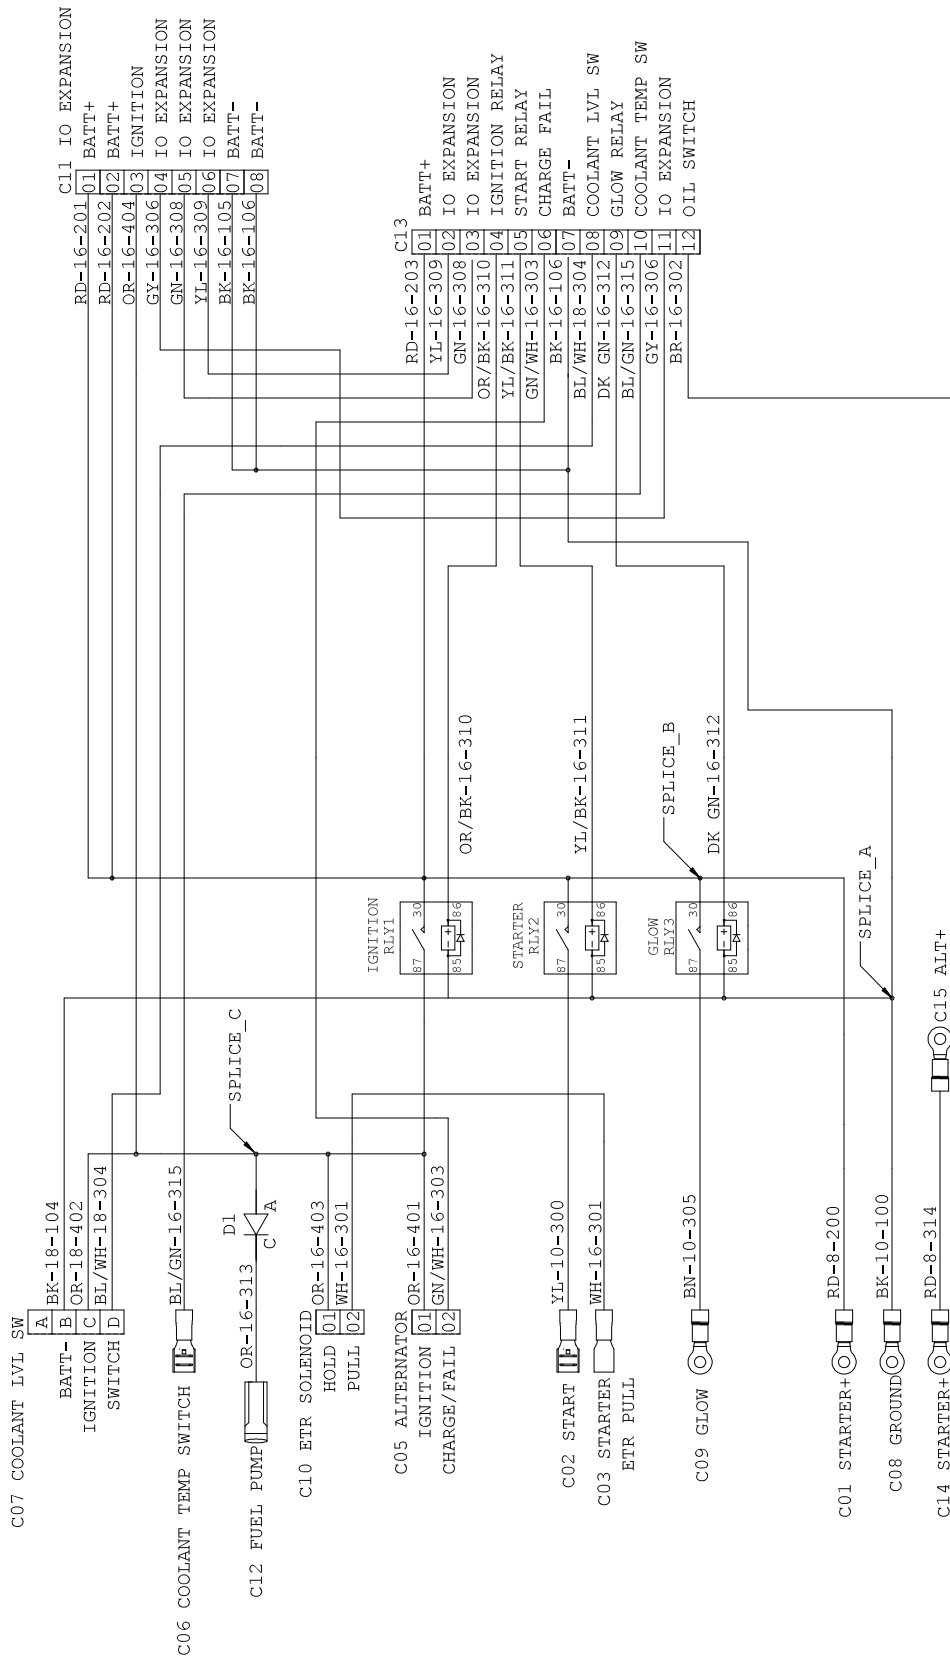 C11 IO EXPANSION
RD-16-201 01 BATT+
RD-16-202 02 BATT+
OR-16-404 03 IGNITION
GY-16-306 04 IO EXPANSION
GN-16-308 05 IO EXPANSION
YL-16-309 06 IO EXPANSION
BK-16-105 07 BATT-
BK-16-106 08 BATT-
C13
RD-16-203 01 BATT+
YL-16-309 02 IO EXPANSION
GN-16-308 03 IO EXPANSION
OR/BK-16-310 04 IGNITION RELAY
YL/BK-16-311 05 START RELAY
GN/WH-16-303 06 CHARGE FAIL
BK-16-106 07 BATT-
BL/WH-18-304 08 COOLANT LVL SW
DK GN-16-312 09 GLOW RELAY
BL/GN-16-315 10 COOLANT TEMP SW
GY-16-306 11 IO EXPANSION
BR-16-302 12 OIL SWITCH
OR/BK-16-310
YL/BK-16-311
DK GN-16-312
SPLICE_B
SPLICE_A
SPLICE_C
IGNITION
RLY1
87 30
85 86
- +
STARTER
RLY2
87 30
85 86
- +
GLOW
RLY3
87 30
85 86
- +
C07 COOLANT LVL SW
A
BATT- B BK-18-104
IGNITION C OR-18-402
SWITCH D BL/WH-18-304
C06 COOLANT TEMP SWITCH
BL/GN-16-315
C12 FUEL PUMP
OR-16-313
D1
C A
C10 ETR SOLENOID
HOLD 01 OR-16-403
PULL 02 WH-16-301
C05 ALTERNATOR
IGNITION 01 OR-16-401
CHARGE/FAIL 02 GN/WH-16-303
C02 START
YL-10-300
C03 STARTER
ETR PULL
WH-16-301
C09 GLOW
BN-10-305
C01 STARTER+
RD-8-200
C08 GROUND
BK-10-100
C14 STARTER+
RD-8-314
C15 ALT+